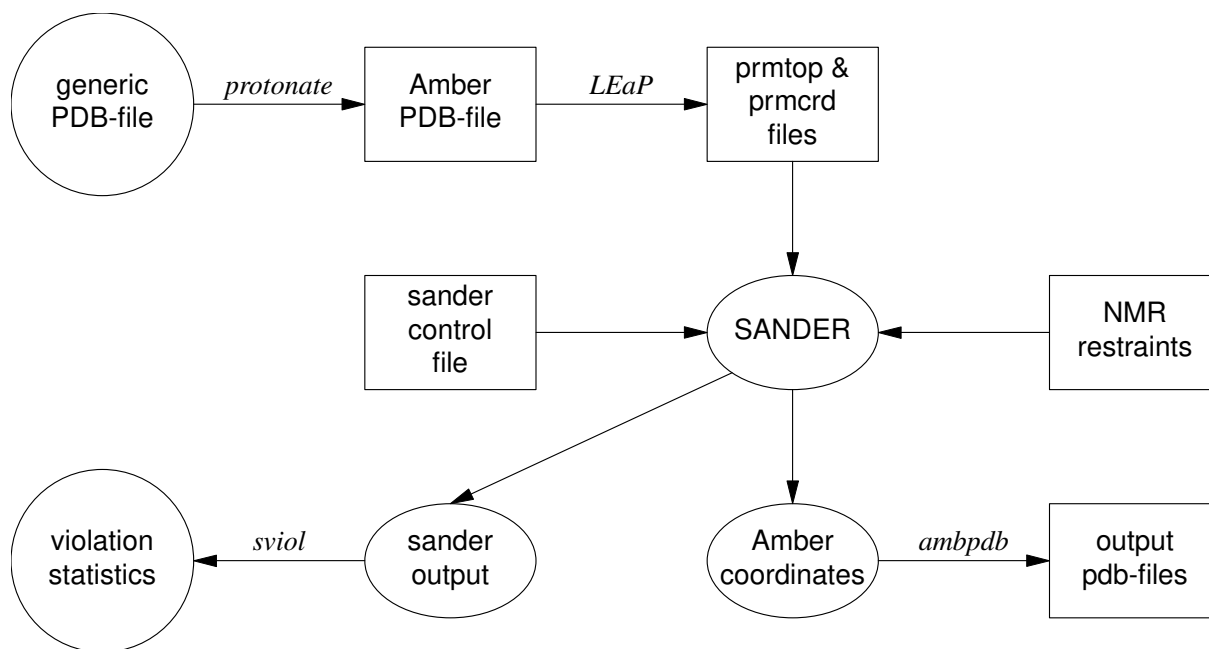 generic
PDB-file
protonate
Amber
PDB-file
LEaP
prmtop &
prmcrd
files
sander
control
file
SANDER
NMR
restraints
violation
statistics
sviol
sander
output
Amber
coordinates
ambpdb
output
pdb-files